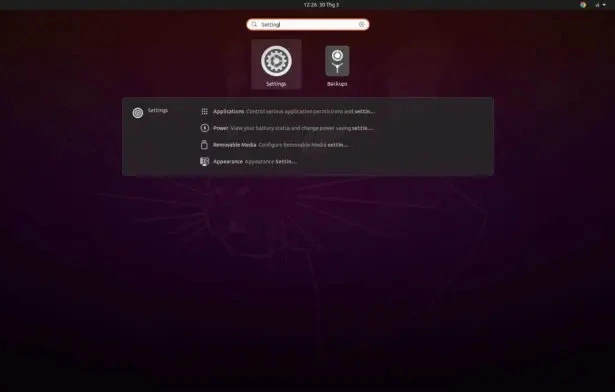 12:26 30 Thg 3
vi
Setting
Settings
Backups
Settings
Applications Control various application permissions and settin…
Power View your battery status and change power saving settin…
Removable Media Configure Removable Media settin…
Appearance Appearance Settin…